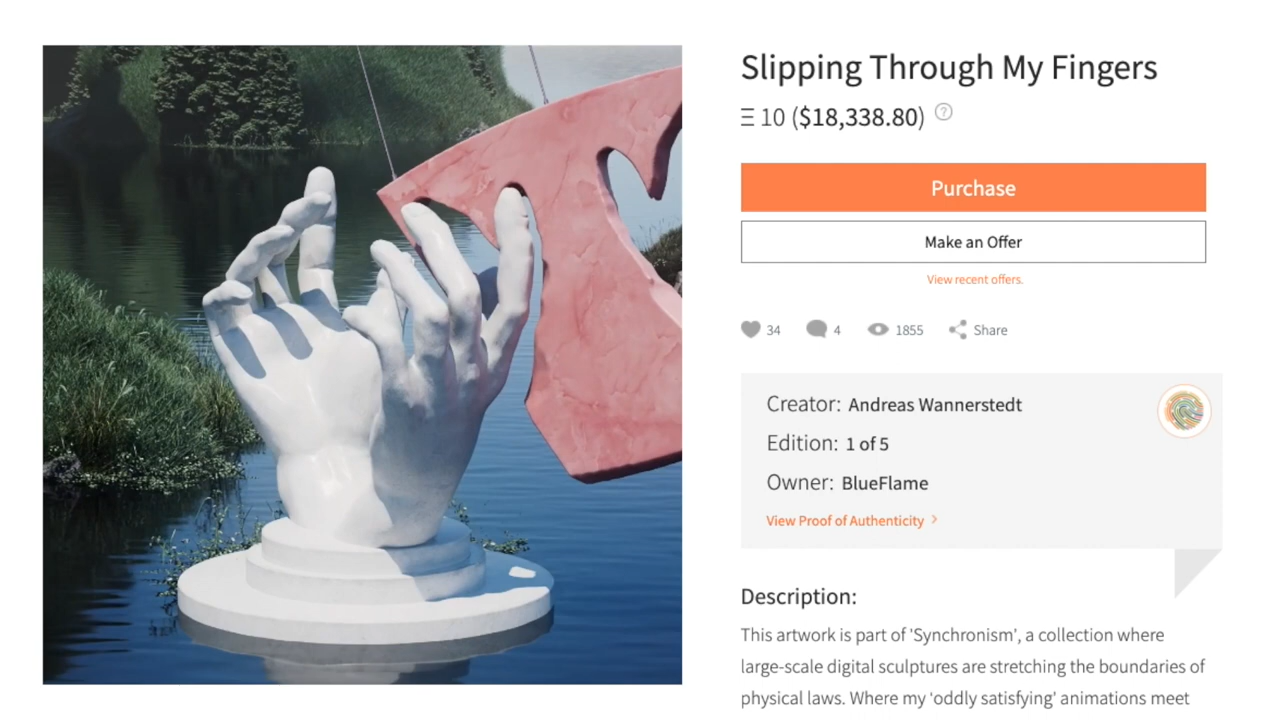 Slipping Through My Fingers
Ξ 10 ($18,338.80) ?
Purchase
Make an Offer
View recent offers.
34 4 1855 Share
Creator: Andreas Wannerstedt
Edition: 1 of 5
Owner: BlueFlame
View Proof of Authenticity >
Description:
This artwork is part of 'Synchronism', a collection where
large-scale digital sculptures are stretching the boundaries of
physical laws. Where my ‘oddly satisfying’ animations meet